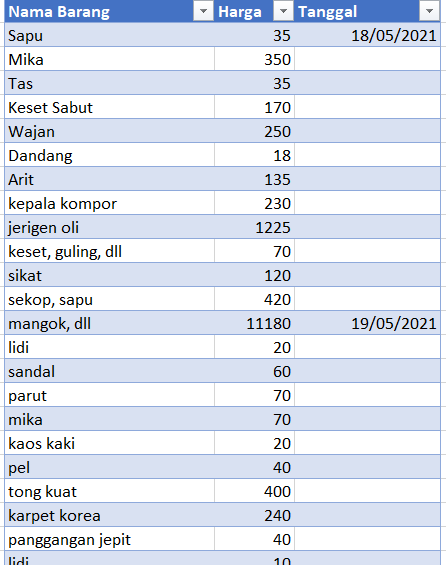 Nama Barang Harga Tanggal
Sapu 35 18/05/2021
Mika 350
Tas 35
Keset Sabut 170
Wajan 250
Dandang 18
Arit 135
kepala kompor 230
jerigen oli 1225
keset, guling, dll 70
sikat 120
sekop, sapu 420
mangok, dll 11180 19/05/2021
lidi 20
sandal 60
parut 70
mika 70
kaos kaki 20
pel 40
tong kuat 400
karpet korea 240
panggangan jepit 40
lidi 10